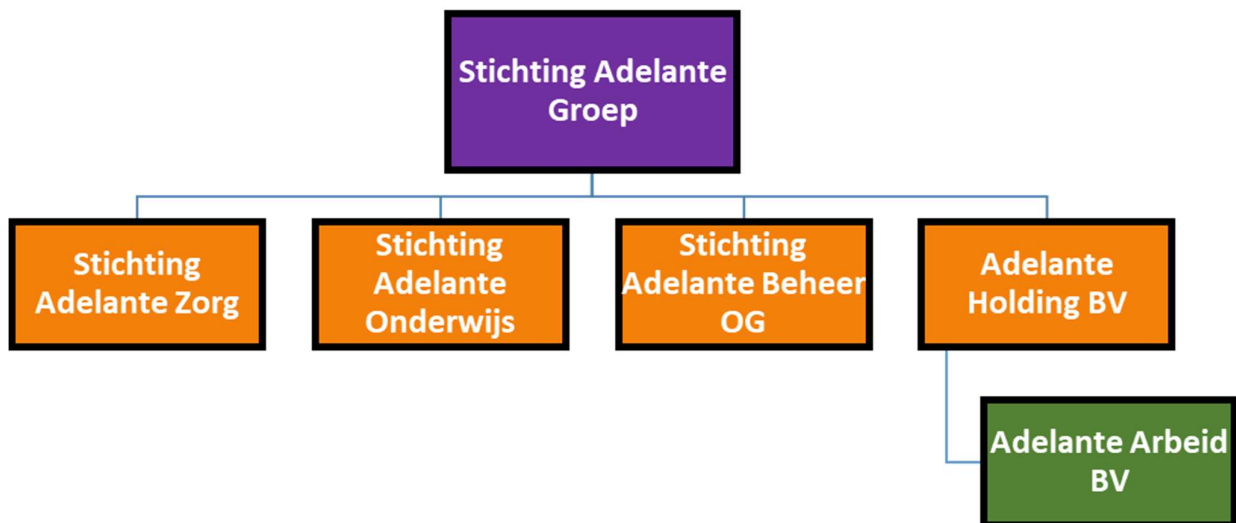 Stichting Adelante
Groep
Stichting
Adelante Zorg
Stichting
Adelante
Onderwijs
Stichting
Adelante Beheer
OG
Adelante
Holding BV
Adelante Arbeid
BV